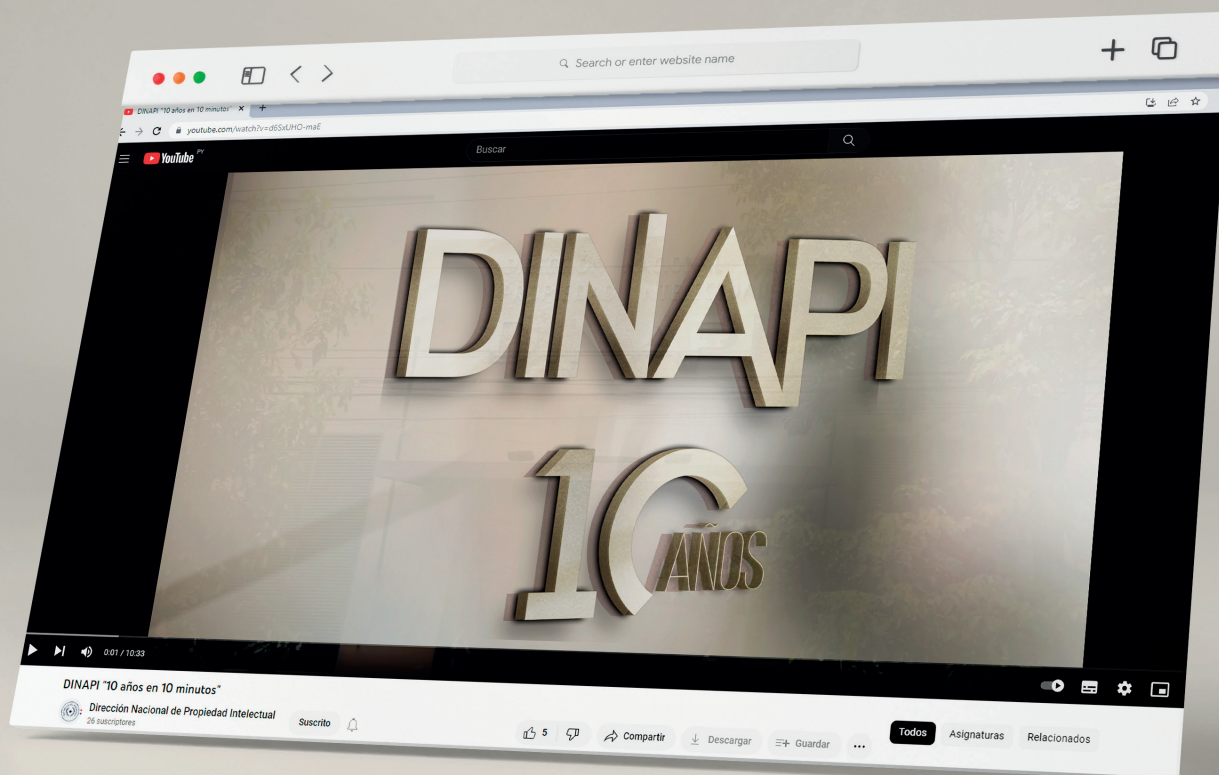 Search or enter website name
DINAPI "10 años en 10 minutos"
youtube.com/watch?v=d6SxUHO-maE
YouTube PY
Buscar
DINAPI
10
AÑOS
0:01 / 10:33
DINAPI "10 años en 10 minutos"
Dirección Nacional de Propiedad Intelectual
26 suscriptores
Suscrito
5
Compartir
Descargar
Guardar
Todos
Asignaturas
Relacionados